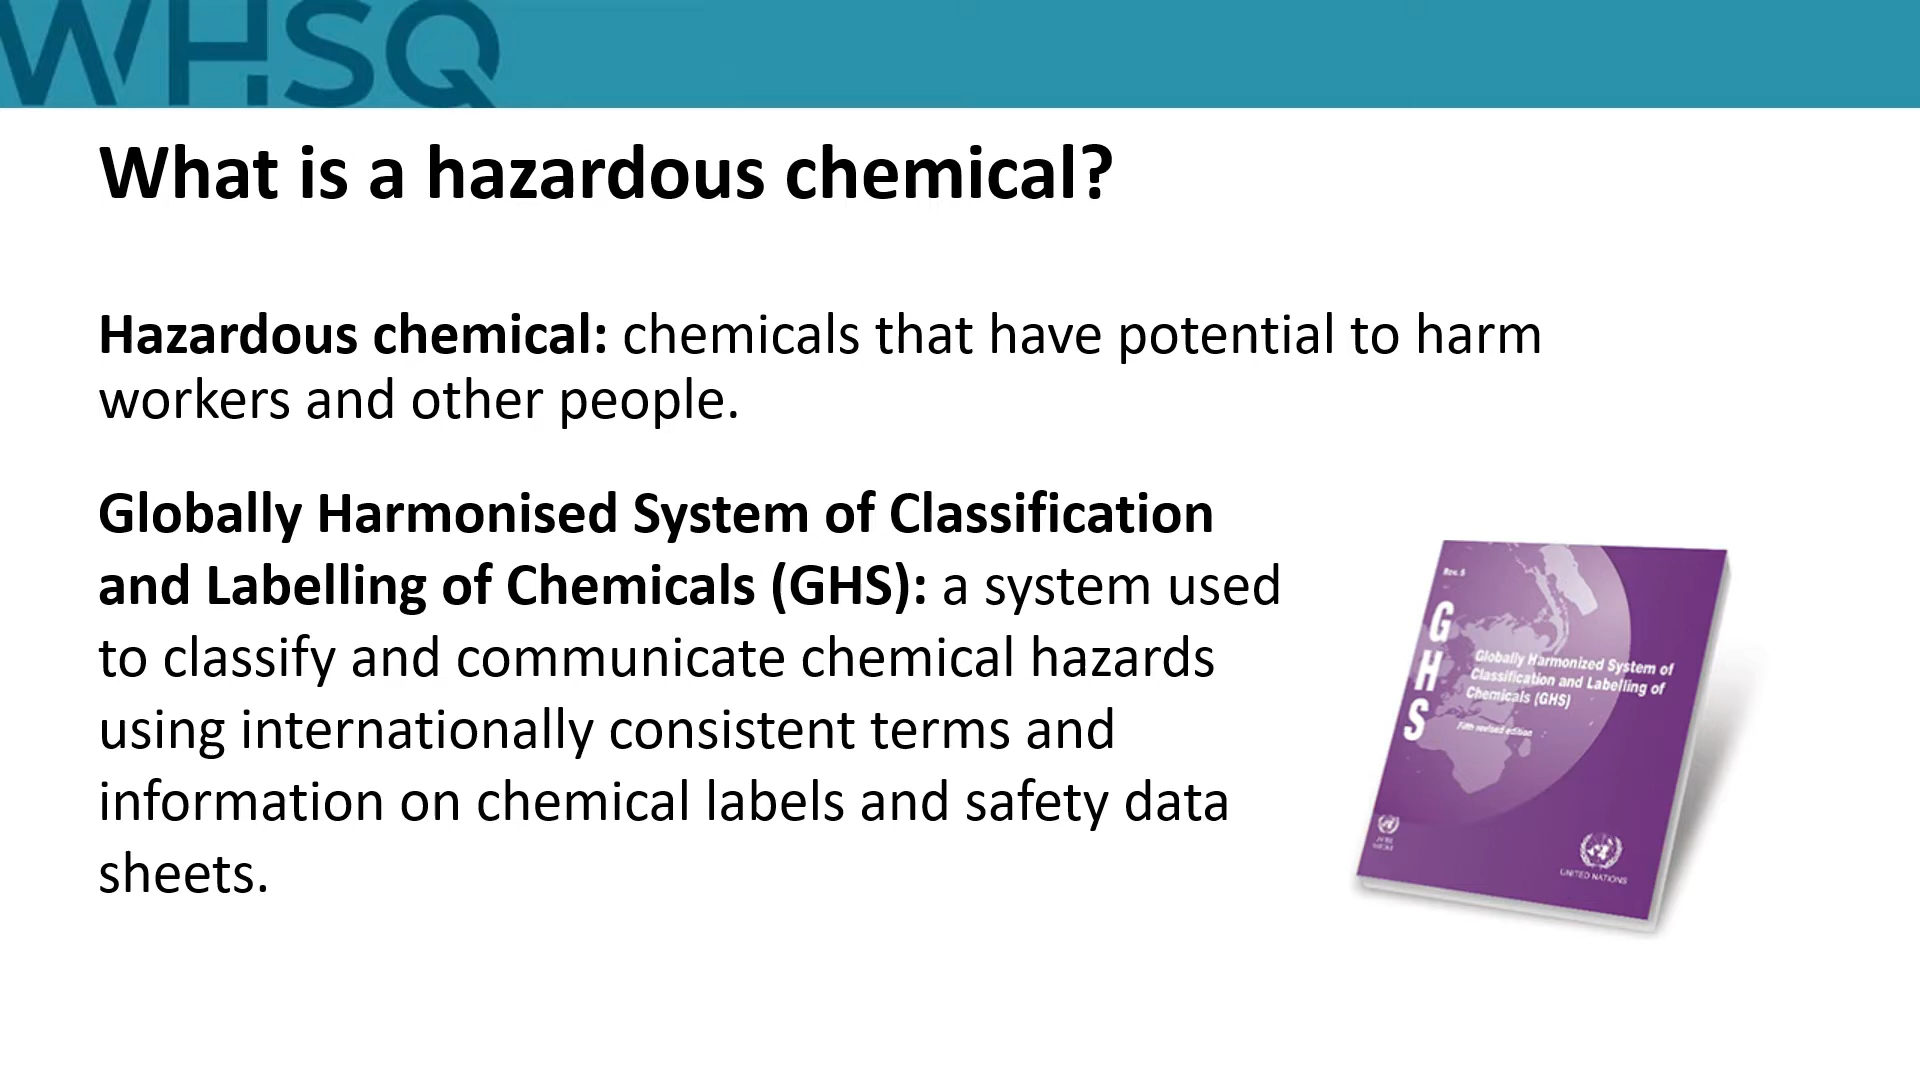 WHSQ
What is a hazardous chemical?
Hazardous chemical: chemicals that have potential to harm
workers and other people.
Globally Harmonised System of Classification
and Labelling of Chemicals (GHS): a system used
to classify and communicate chemical hazards
using internationally consistent terms and
information on chemical labels and safety data
sheets.
Rev. 5
GHS
Globally Harmonized System of
Classification and Labelling of
Chemicals (GHS)
Fifth revised edition
UNITED NATIONS